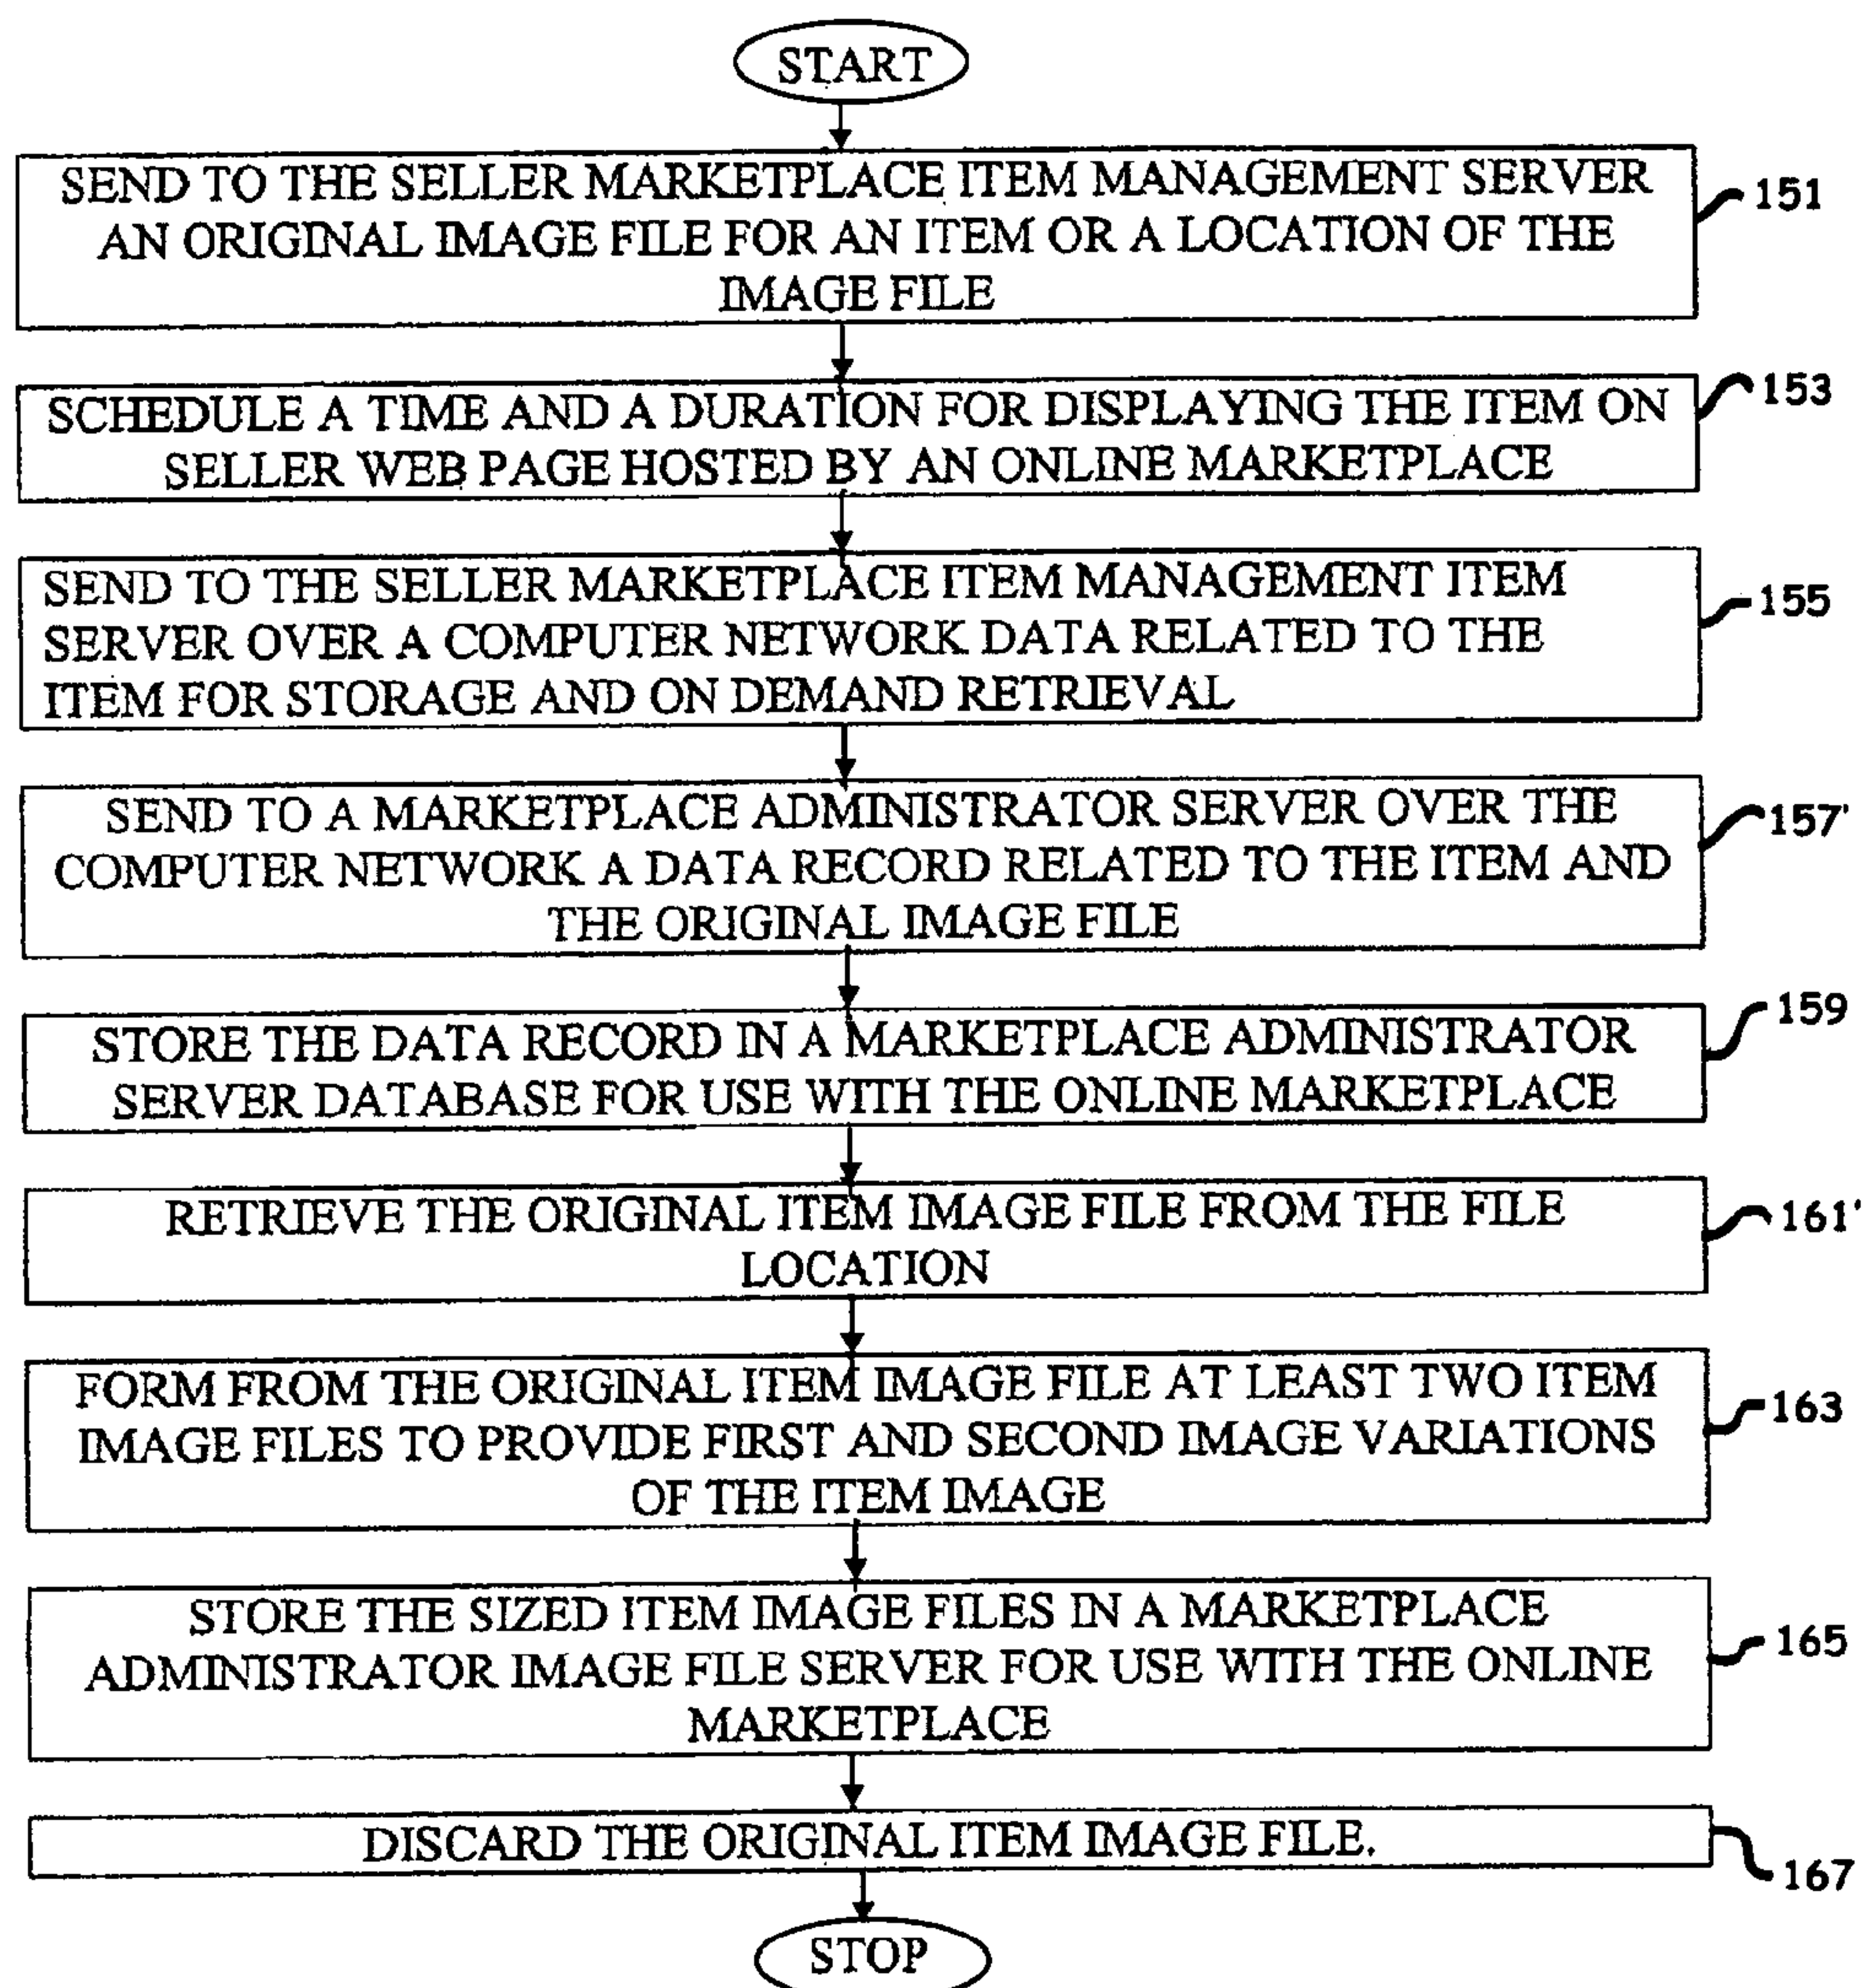 START
SEND TO THE SELLER MARKETPLACE ITEM MANAGEMENT SERVER
AN ORIGINAL IMAGE FILE FOR AN ITEM OR A LOCATION OF THE
IMAGE FILE
151
SCHEDULE A TIME AND A DURATION FOR DISPLAYING THE ITEM ON
SELLER WEB PAGE HOSTED BY AN ONLINE MARKETPLACE
153
SEND TO THE SELLER MARKETPLACE ITEM MANAGEMENT ITEM
SERVER OVER A COMPUTER NETWORK DATA RELATED TO THE
ITEM FOR STORAGE AND ON DEMAND RETRIEVAL
155
SEND TO A MARKETPLACE ADMINISTRATOR SERVER OVER THE
COMPUTER NETWORK A DATA RECORD RELATED TO THE ITEM AND
THE ORIGINAL IMAGE FILE
157'
STORE THE DATA RECORD IN A MARKETPLACE ADMINISTRATOR
SERVER DATABASE FOR USE WITH THE ONLINE MARKETPLACE
159
RETRIEVE THE ORIGINAL ITEM IMAGE FILE FROM THE FILE
LOCATION
161'
FORM FROM THE ORIGINAL ITEM IMAGE FILE AT LEAST TWO ITEM
IMAGE FILES TO PROVIDE FIRST AND SECOND IMAGE VARIATIONS
OF THE ITEM IMAGE
163
STORE THE SIZED ITEM IMAGE FILES IN A MARKETPLACE
ADMINISTRATOR IMAGE FILE SERVER FOR USE WITH THE ONLINE
MARKETPLACE
165
DISCARD THE ORIGINAL ITEM IMAGE FILE.
167
STOP